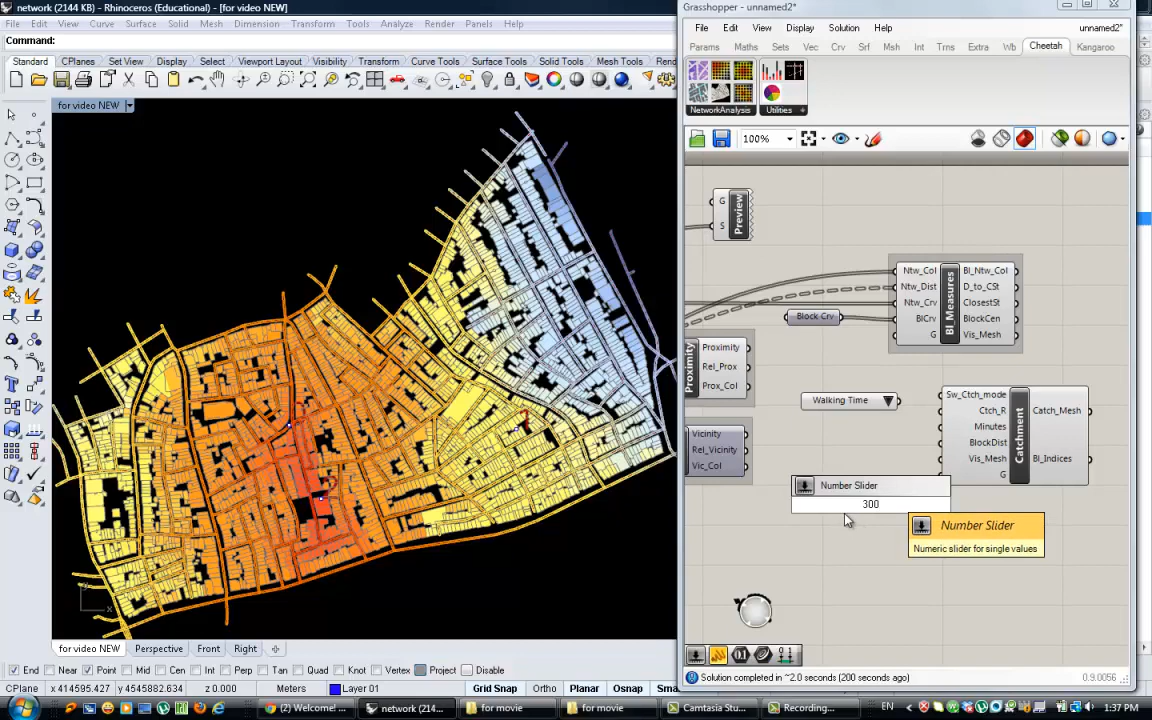 network (2144 KB) - Rhinoceros (Educational) - [for video NEW]
File Edit View Curve Surface Solid Mesh Dimension Transform Tools Analyze Render Panels Help
Command:
Standard CPlanes Set View Display Select Viewport Layout Visibility Transform Curve Tools Surface Tools Solid Tools Mesh Tools
for video NEW
for video NEW Perspective Front Right
End Near Point Mid Cen Int Perp Tan Quad Knot Vertex Project Disable
CPlane x 414595.427 y 4545882.634 z 0.000 Meters Layer 01 Grid Snap Ortho Planar Osnap
Grasshopper - unnamed2*
File Edit View Display Solution Help unnamed2*
Params Maths Sets Vec Crv Srf Msh Int Trns Extra Wb Cheetah Kangaroo
NetworkAnalysis Utilities
100%
G
S
Preview
Ntw_Col
Ntw_Dist
Ntw_Crv
BlCrv
G
Bl_Measures
Bl_Ntw_Col
D_to_CSt
ClosestSt
BlockCen
Vis_Mesh
Block Crv
Proximity
Proximity
Rel_Prox
Prox_Col
Walking Time
Vicinity
Rel_Vicinity
Vic_Col
Sw_Ctch_mode
Ctch_R
Minutes
BlockDist
Vis_Mesh
G
Catchment
Catch_Mesh
Bl_Indices
Number Slider
300
Number Slider
Numeric slider for single values
Solution completed in ~2.0 seconds (200 seconds ago) 0.9.0056
(2) Welcome! ... network (214... for movie for movie Camtasia Stu... Recording... EN 1:37 PM